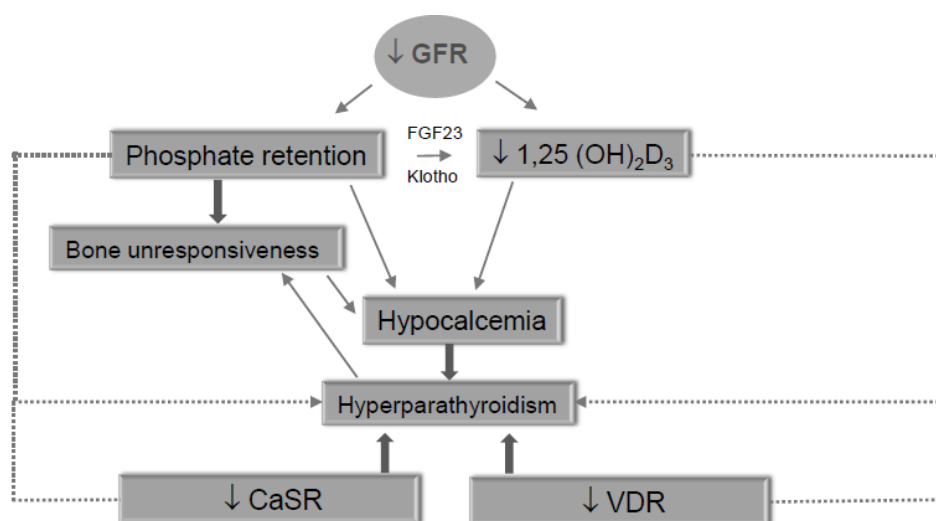 ↓ GFR
FGF23
Phosphate retention
↓ 1,25 (OH)₂D₃
Klotho
Bone unresponsiveness
Hypocalcemia
Hyperparathyroidism
↓ CaSR
↓ VDR